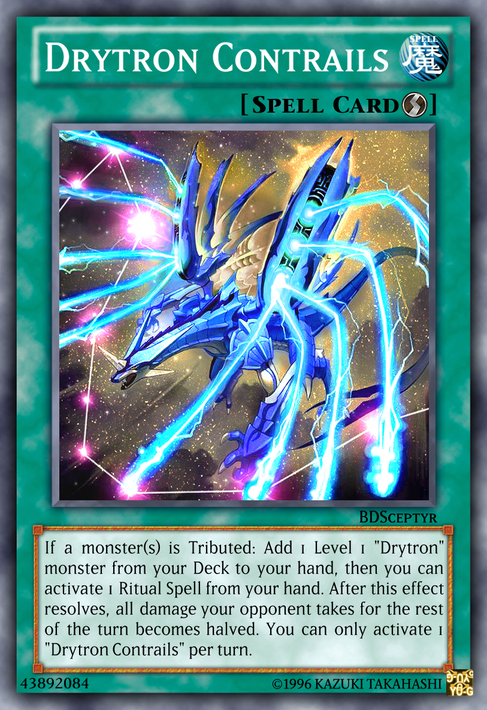 DRYTRON CONTRAILS
SPELL
魔
[SPELL CARD]
BDSCEPTYR
If a monster(s) is Tributed: Add 1 Level 1 "Drytron"
monster from your Deck to your hand, then you can
activate 1 Ritual Spell from your hand. After this effect
resolves, all damage your opponent takes for the rest
of the turn becomes halved. You can only activate 1
"Drytron Contrails" per turn.
43892084
©1996 KAZUKI TAKAHASHI